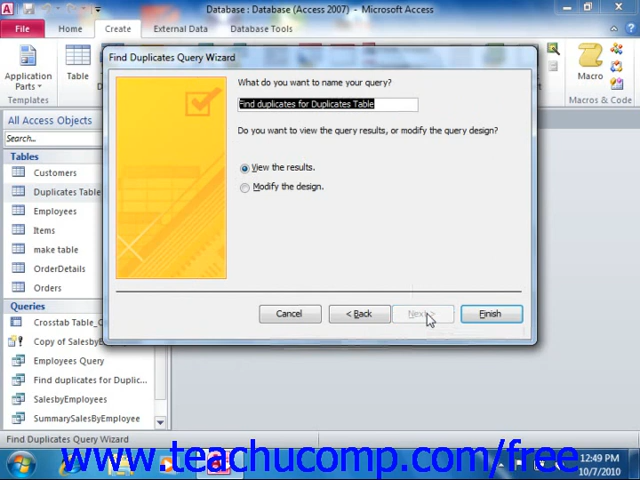 Database : Database (Access 2007) - Microsoft Access
File Home Create External Data Database Tools
Application Parts
Table
Macro
Templates
Macros & Code
All Access Objects
Search...
Tables
Customers
Duplicates Table
Employees
Items
make table
OrderDetails
Orders
Queries
Crosstab Table_
Copy of Salesby
Employees Query
Find duplicates for Duplic...
SalesbyEmployees
SummarySalesByEmployee
Find Duplicates Query Wizard
What do you want to name your query?
Find duplicates for Duplicates Table
Do you want to view the query results, or modify the query design?
View the results.
Modify the design.
Cancel < Back Next > Finish
Find Duplicates Query Wizard
www.teachucomp.com/free
12:49 PM
10/7/2010